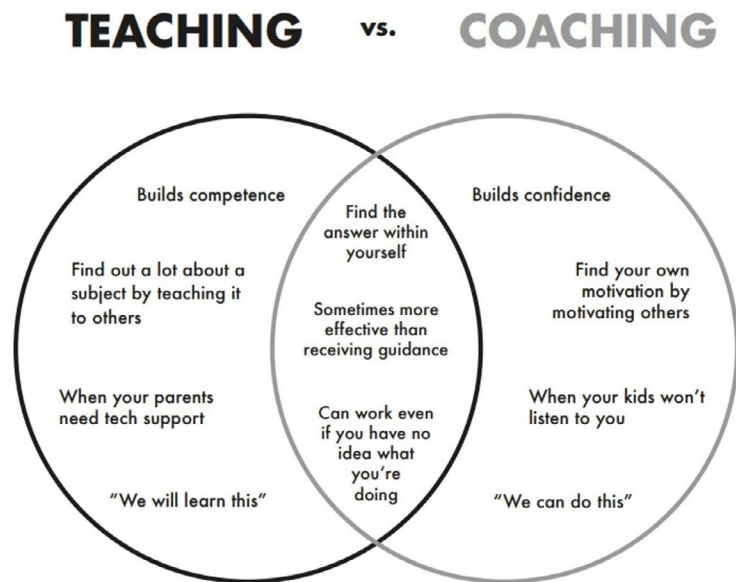 TEACHING vs. COACHING
Builds competence
Find out a lot about a
subject by teaching it
to others
When your parents
need tech support
“We will learn this”
Find the
answer within
yourself
Sometimes more
effective than
receiving guidance
Can work even
if you have no
idea what
you’re
doing
Builds confidence
Find your own
motivation by
motivating others
When your kids won’t
listen to you
“We can do this”